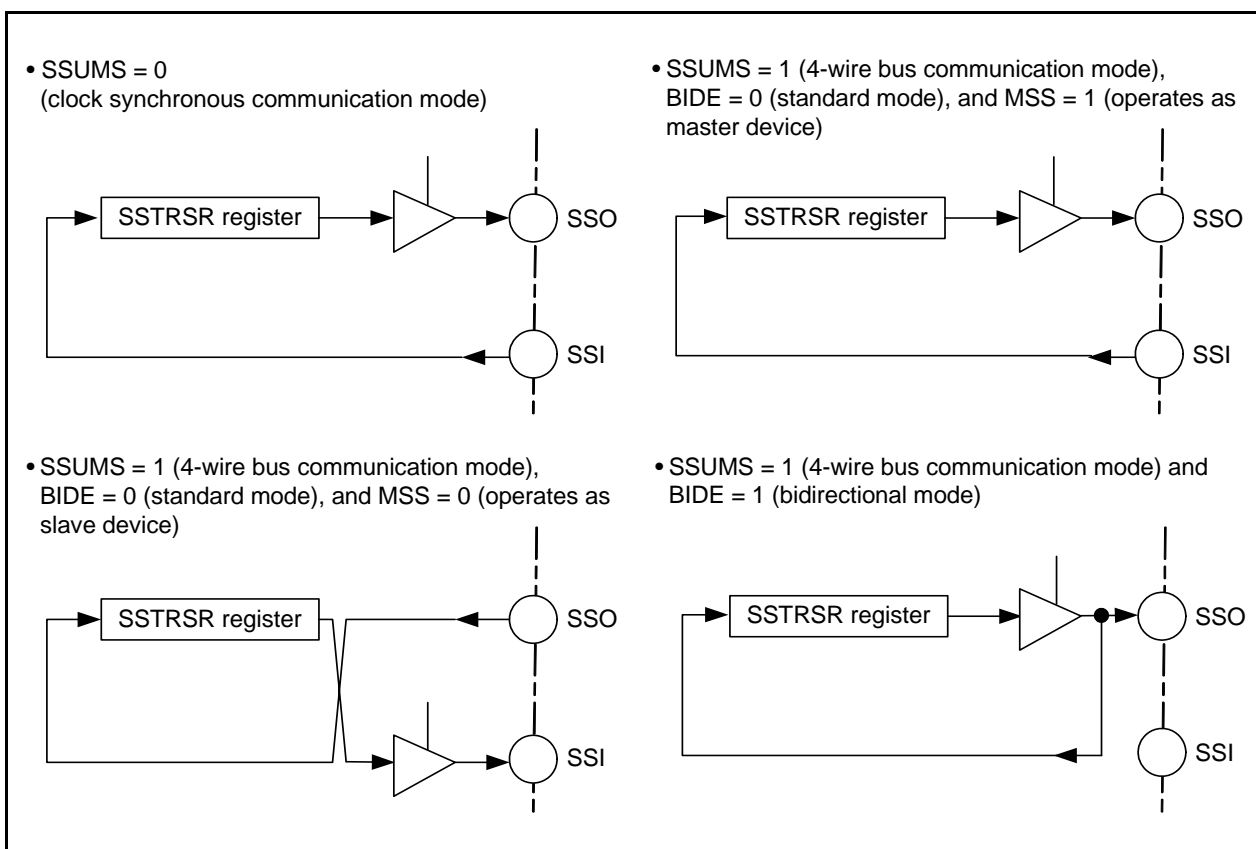 • SSUMS = 0
(clock synchronous communication mode)
SSTRSR register
SSO
SSI
• SSUMS = 1 (4-wire bus communication mode),
BIDE = 0 (standard mode), and MSS = 1 (operates as
master device)
SSTRSR register
SSO
SSI
• SSUMS = 1 (4-wire bus communication mode),
BIDE = 0 (standard mode), and MSS = 0 (operates as
slave device)
SSTRSR register
SSO
SSI
• SSUMS = 1 (4-wire bus communication mode) and
BIDE = 1 (bidirectional mode)
SSTRSR register
SSO
SSI